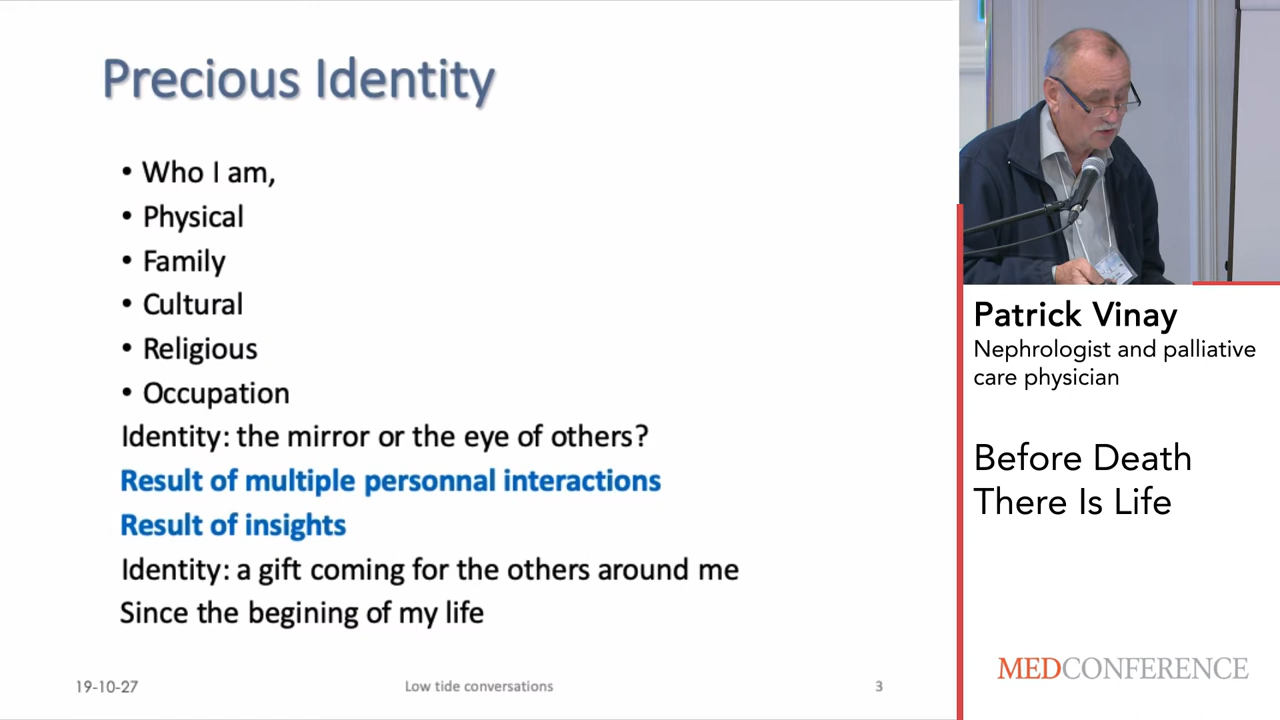 Precious Identity
• Who I am,
• Physical
• Family
• Cultural
• Religious
• Occupation
Identity: the mirror or the eye of others?
Result of multiple personnal interactions
Result of insights
Identity: a gift coming for the others around me
Since the begining of my life
19-10-27
Low tide conversations
3
Patrick Vinay
Nephrologist and palliative
care physician
Before Death
There Is Life
MEDCONFERENCE